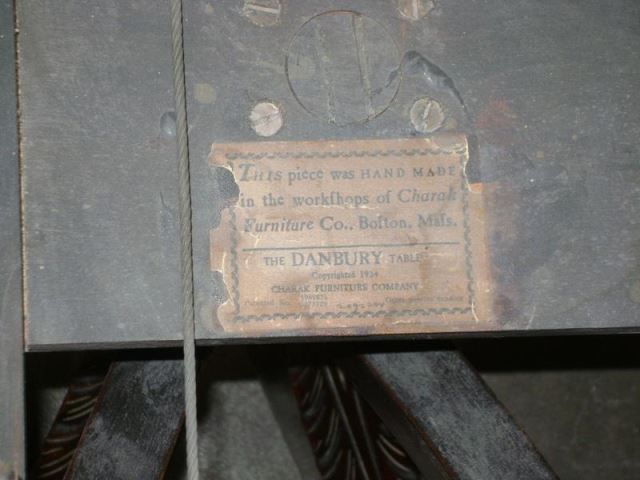 THIS piece was HAND MADE
in the workſhops of Charak
Furniture Co., Boſton, Maſs.
THE DANBURY TABLE
Copyrighted 1934
CHARAK FURNITURE COMPANY